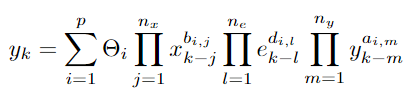 y_k = \sum_{i=1}^{p} \Theta_i \prod_{j=1}^{n_x} x_{k-j}^{b_{i,j}} \prod_{l=1}^{n_e} e_{k-l}^{d_{i,l}} \prod_{m=1}^{n_y} y_{k-m}^{a_{i,m}}